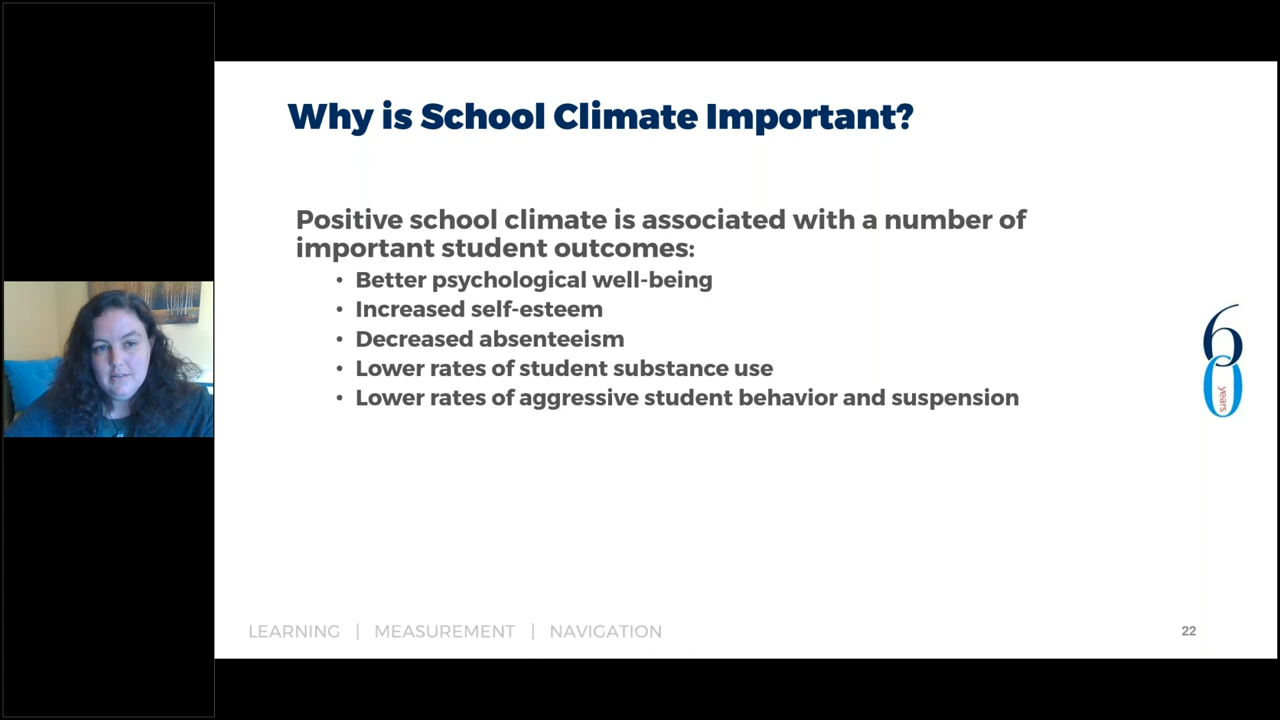 Why is School Climate Important?
Positive school climate is associated with a number of
important student outcomes:
• Better psychological well-being
• Increased self-esteem
• Decreased absenteeism
• Lower rates of student substance use
• Lower rates of aggressive student behavior and suspension
60
years
LEARNING | MEASUREMENT | NAVIGATION
22